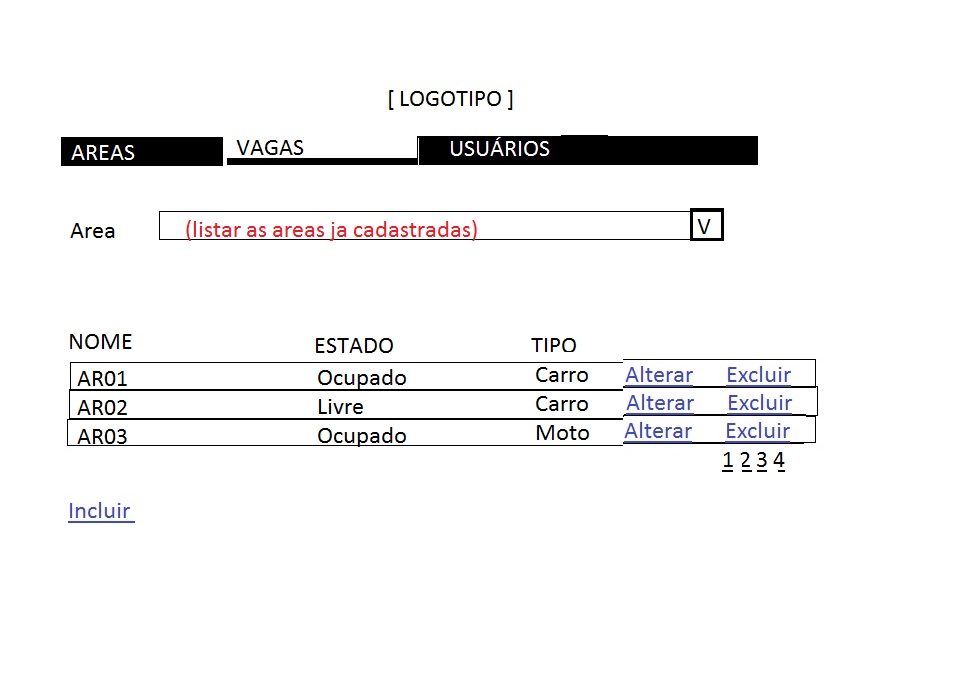 [ LOGOTIPO ]
AREAS VAGAS USUÁRIOS
Area (listar as areas ja cadastradas) V
NOME ESTADO TIPO
AR01 Ocupado Carro Alterar Excluir
AR02 Livre Carro Alterar Excluir
AR03 Ocupado Moto Alterar Excluir
1 2 3 4
Incluir